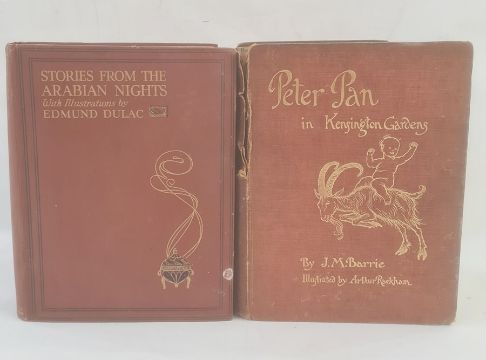 STORIES FROM THE
ARABIAN NIGHTS
With Illustrations by
EDMUND DULAC
Peter Pan
in Kensington Gardens
By J.M.Barrie
Illustrated by Arthur Rackham